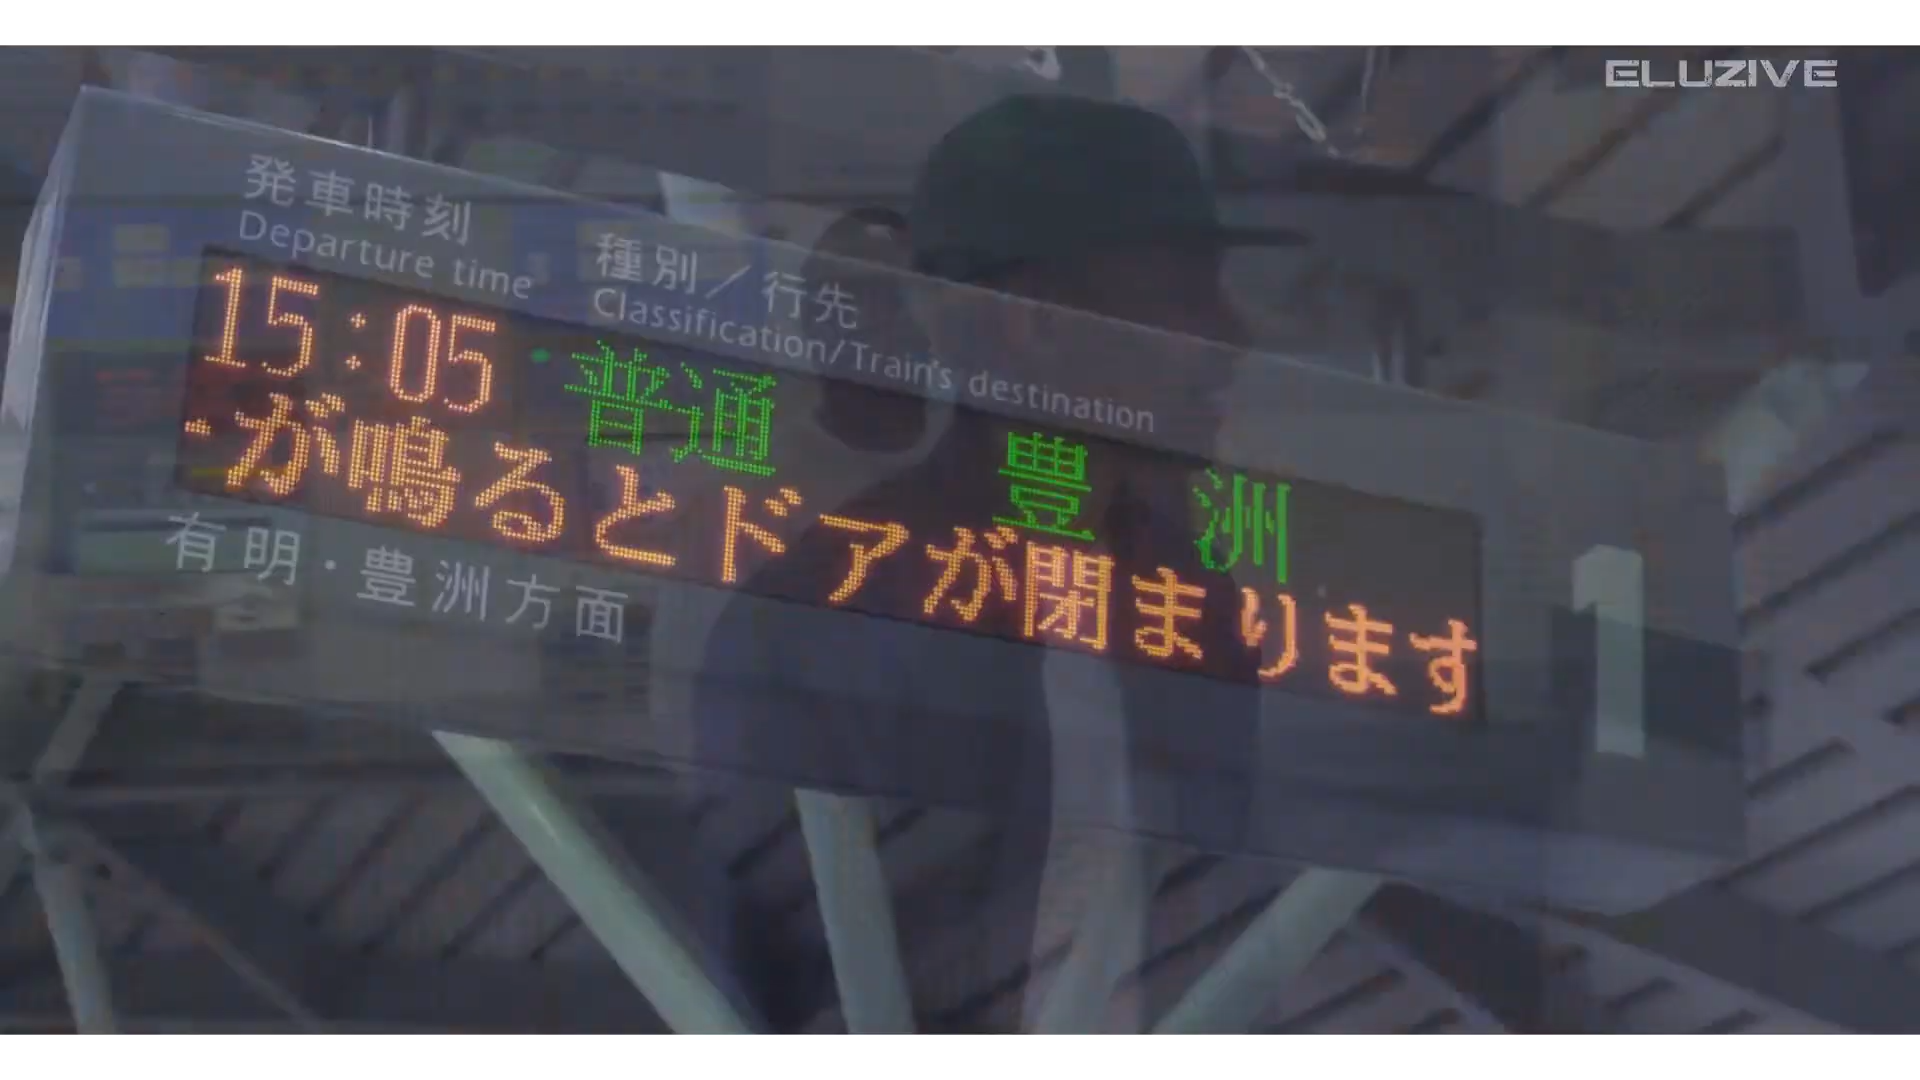 ELUZIVE
発車時刻
Departure time
種別／行先
Classification/Train's destination
15:05 普通 豊洲
が鳴るとドアが閉まります
有明・豊洲方面
1